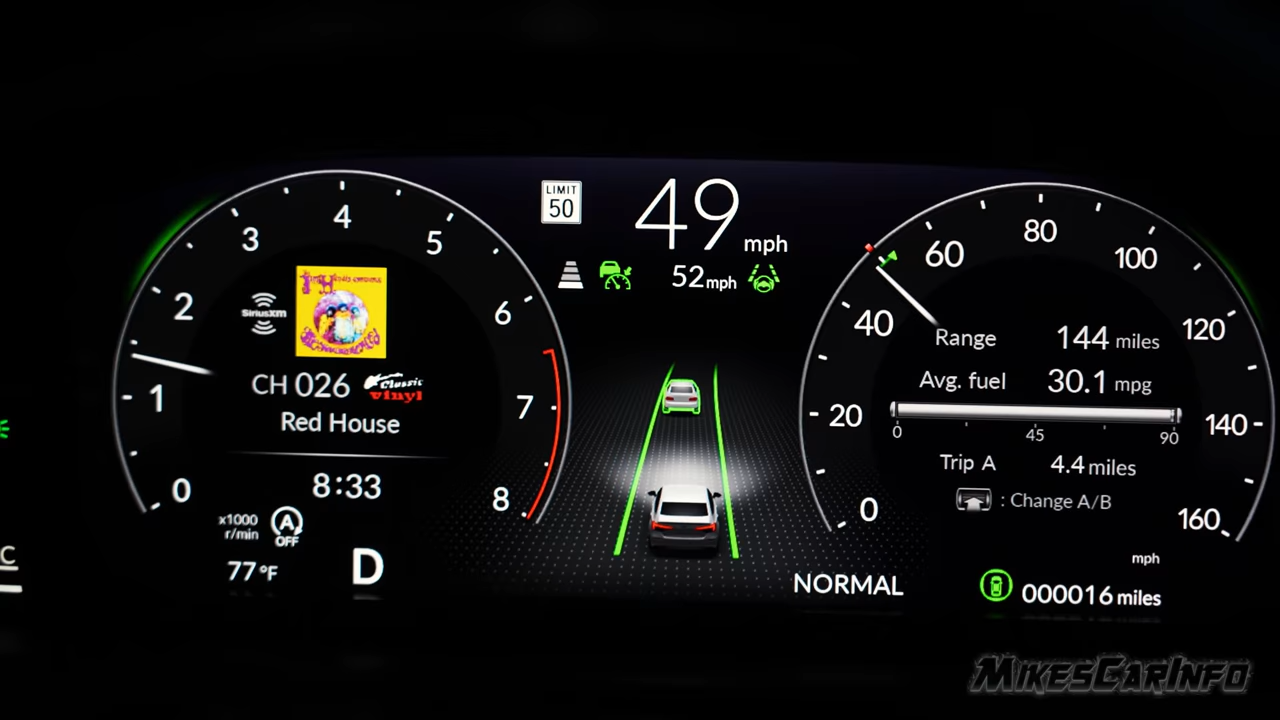 LIMIT
50
49 mph
52 mph
0
1
2
3
4
5
6
7
8
SiriusXM
CH 026 Classic Vinyl
Red House
8:33
x1000
r/min
A
OFF
77 °F
D
C
NORMAL
0
20
40
60
80
100
120
140
160
Range 144 miles
Avg. fuel 30.1 mpg
0 45 90
Trip A 4.4 miles
: Change A/B
mph
000016 miles
MIKESCARINFO